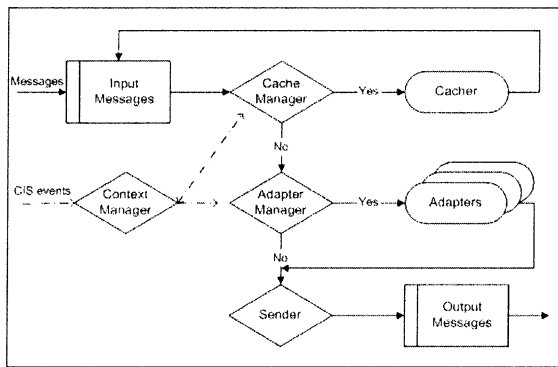 Messages
Input
Messages
Cache
Manager
Yes
Cacher
No
CIS events
Context
Manager
Adapter
Manager
Yes
Adapters
No
Sender
Output
Messages